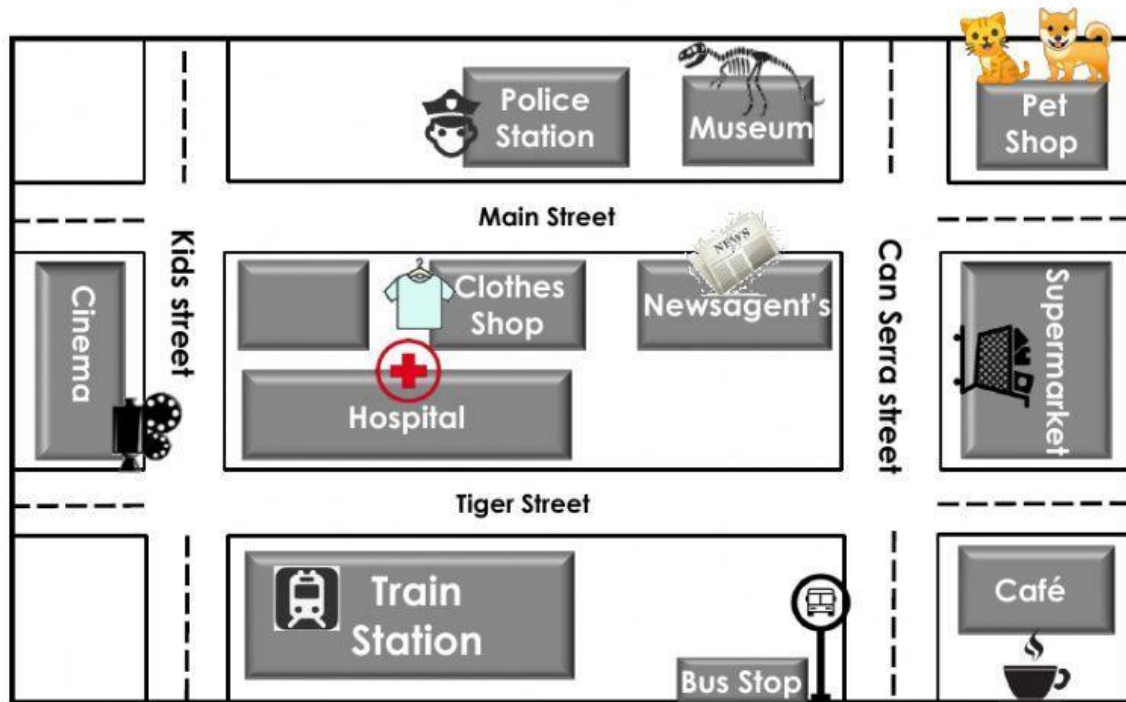 Police
Station
Museum
Pet
Shop
Main Street
NEWS
Kids street
Can Serra street
Cinema
Clothes
Shop
Newsagent's
Supermarket
Hospital
Tiger Street
Train
Station
Café
Bus Stop